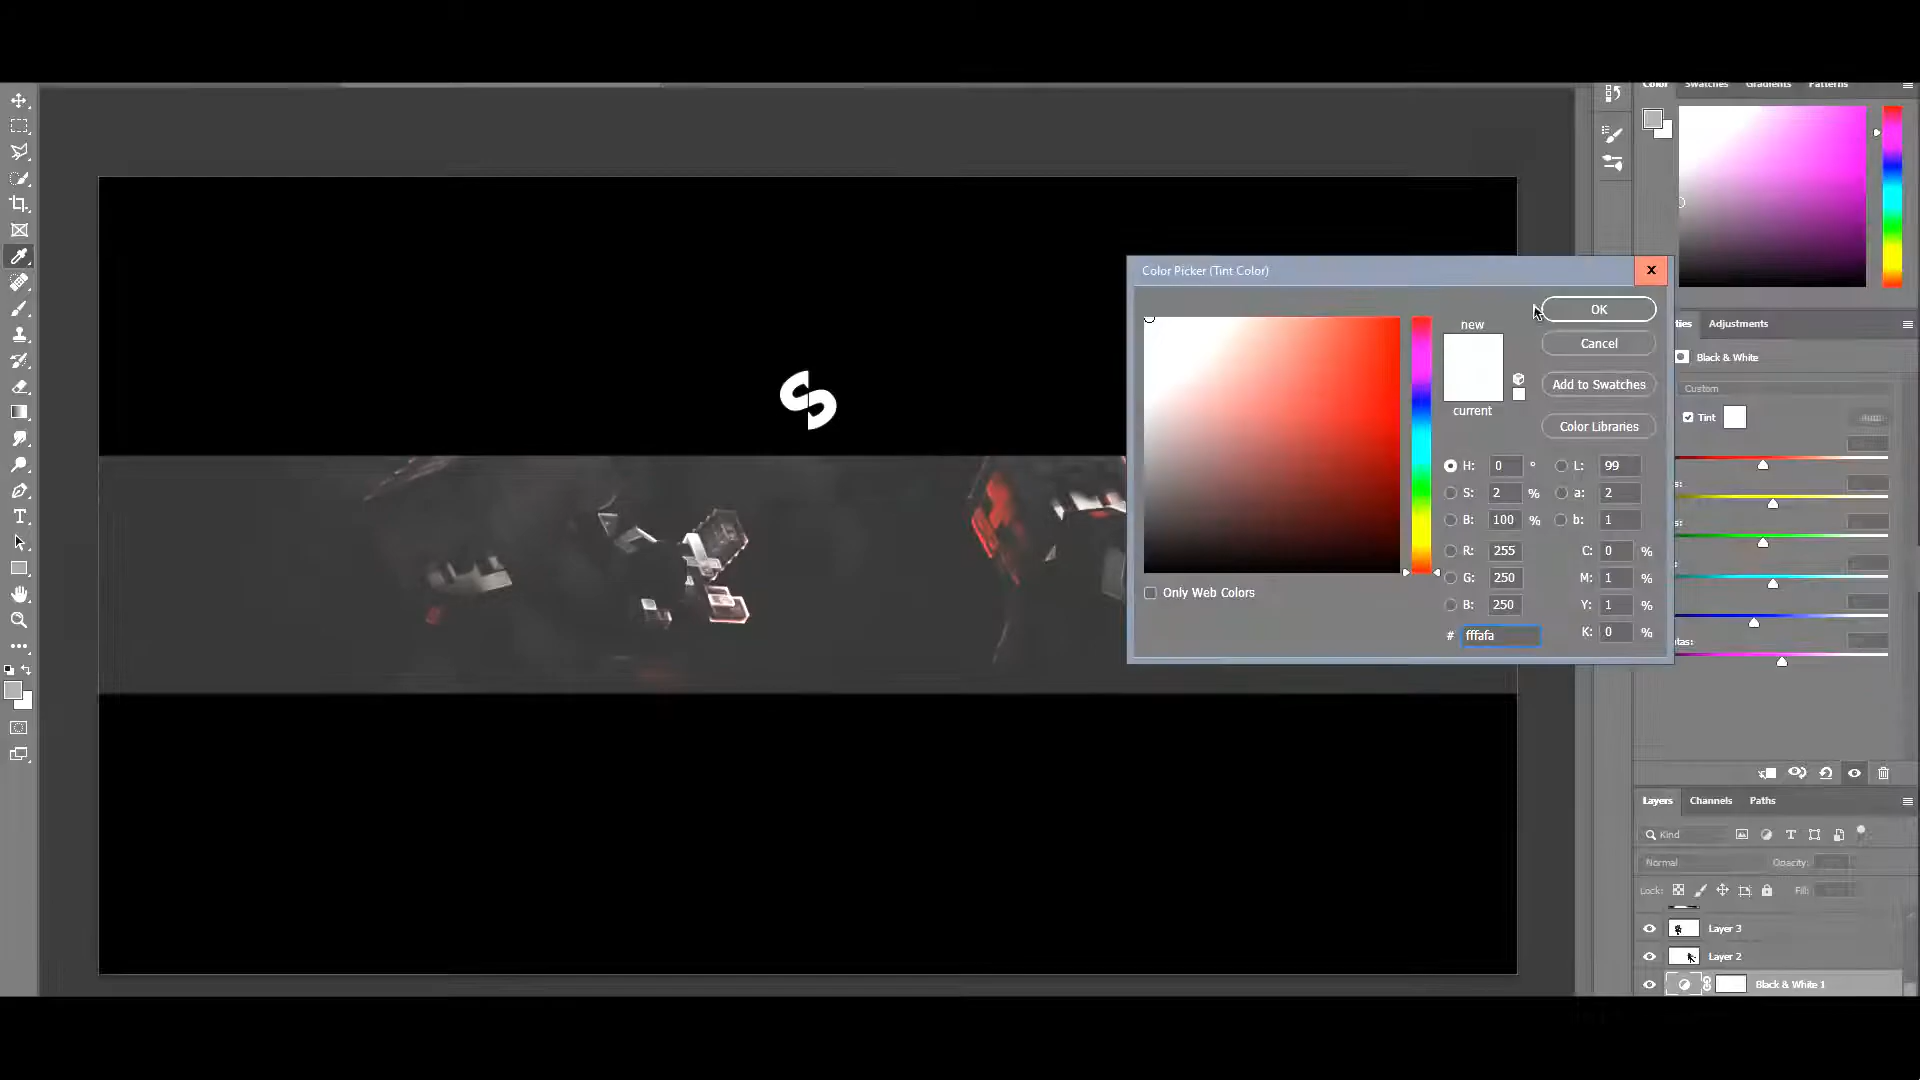 Color Swatches Gradients Patterns
Color Picker (Tint Color)
new
current
OK
Cancel
Add to Swatches
Color Libraries
H: 0 ° L: 99
S: 2 % a: 2
B: 100 % b: 1
R: 255 C: 0 %
G: 250 M: 1 %
B: 250 Y: 1 %
# fffafa K: 0 %
Only Web Colors
ties Adjustments
Black & White
Custom
Tint
s:
s:
s:
s:
tas:
Layers Channels Paths
Kind
Normal Opacity:
Lock: Fill:
Layer 3
Layer 2
Black & White 1
S